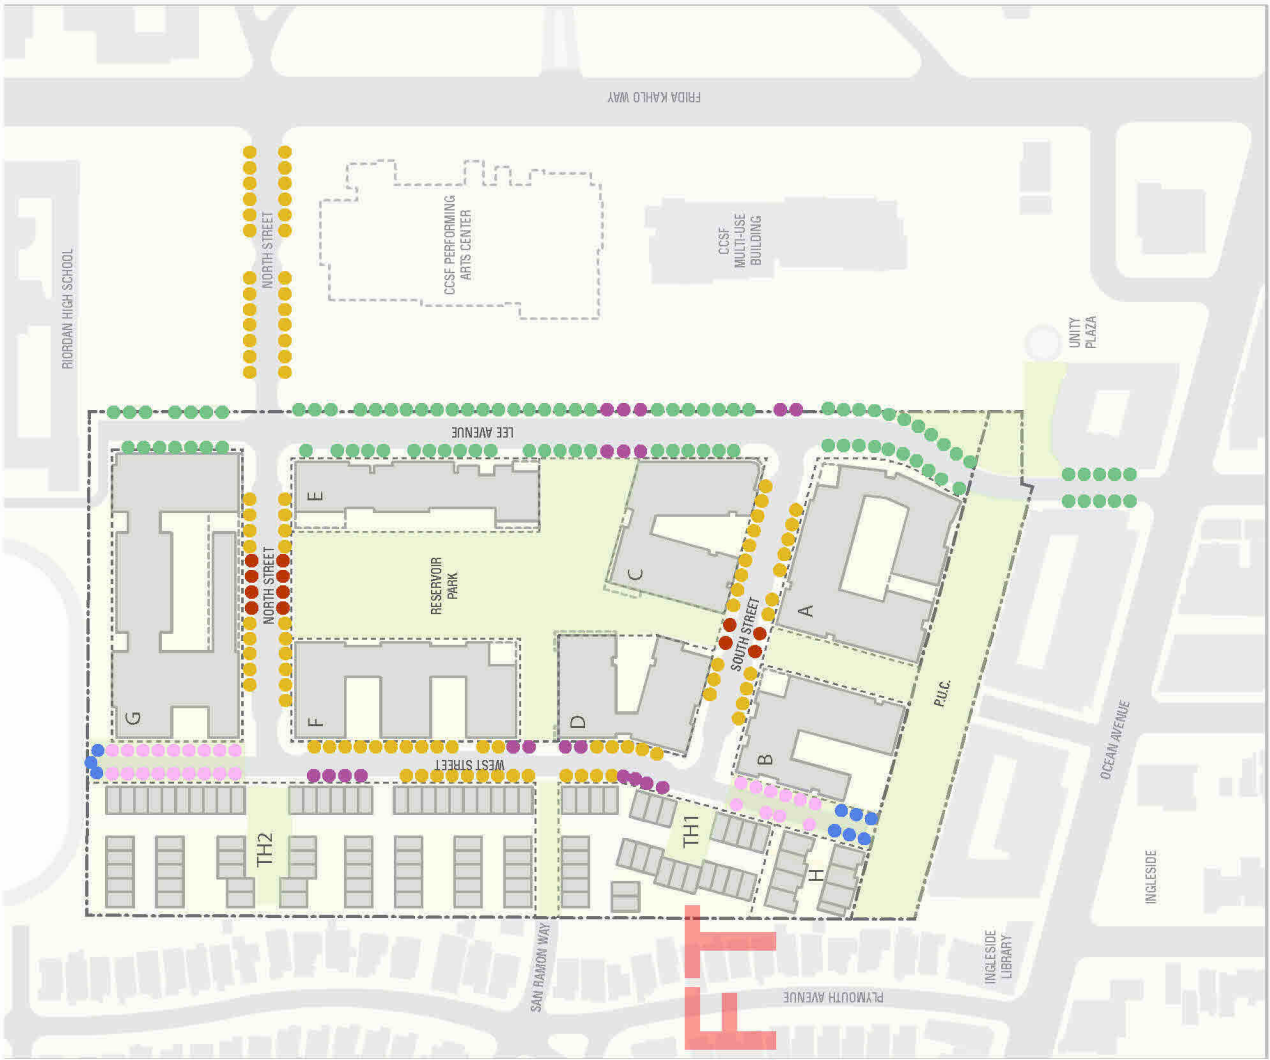 FRIDA KAHLO WAY
NORTH STREET
CCSF PERFORMING
ARTS CENTER
CCSF
MULTI-USE
BUILDING
RIORDAN HIGH SCHOOL
UNITY
PLAZA
LEE AVENUE
E
C
A
G
NORTH STREET
RESERVOIR
PARK
SOUTH STREET
F
D
B
P.U.C.
WEST STREET
OCEAN AVENUE
TH2
TH1
H
INGLESIDE
INGLESIDE
LIBRARY
SAN RAMON WAY
PLYMOUTH AVENUE
FT